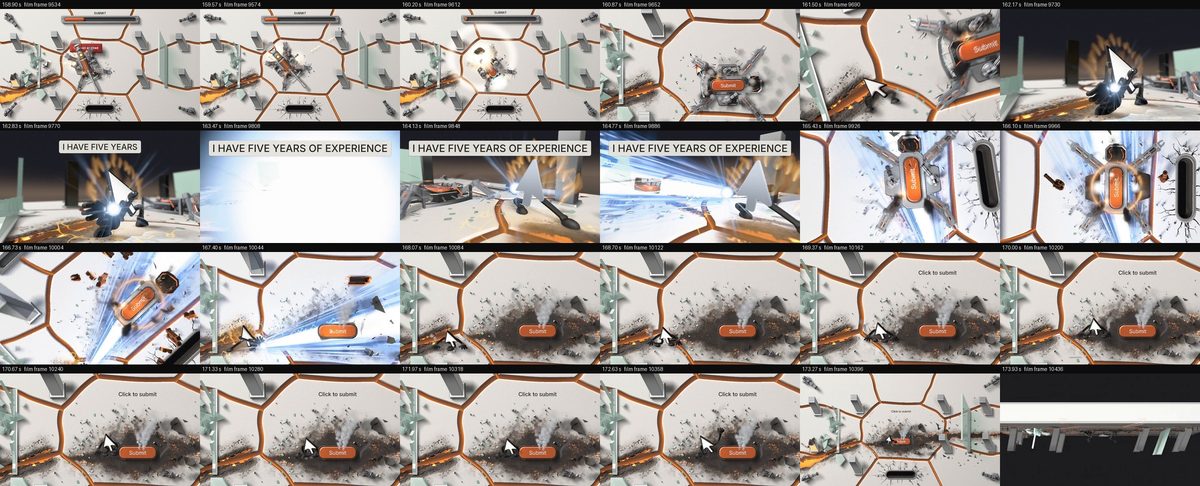 158.90 s film frame 9534
159.57 s film frame 9574
160.20 s film frame 9612
160.87 s film frame 9652
161.50 s film frame 9690
162.17 s film frame 9730
SUBMIT
SUBMIT
SUBMIT
Submit
Submit
162.83 s film frame 9770
163.47 s film frame 9808
164.13 s film frame 9848
164.77 s film frame 9886
165.43 s film frame 9926
166.10 s film frame 9966
I HAVE FIVE YEARS
I HAVE FIVE YEARS OF EXPERIENCE
I HAVE FIVE YEARS OF EXPERIENCE
I HAVE FIVE YEARS OF EXPERIENCE
Submit
Submit
166.73 s film frame 10004
167.40 s film frame 10044
168.07 s film frame 10084
168.70 s film frame 10122
169.37 s film frame 10162
170.00 s film frame 10200
Click to submit
Click to submit
Submit
Submit
Submit
Submit
Submit
Submit
170.67 s film frame 10240
171.33 s film frame 10280
171.97 s film frame 10318
172.63 s film frame 10358
173.27 s film frame 10396
173.93 s film frame 10436
Click to submit
Click to submit
Click to submit
Click to submit
Click to submit
Submit
Submit
Submit
Submit